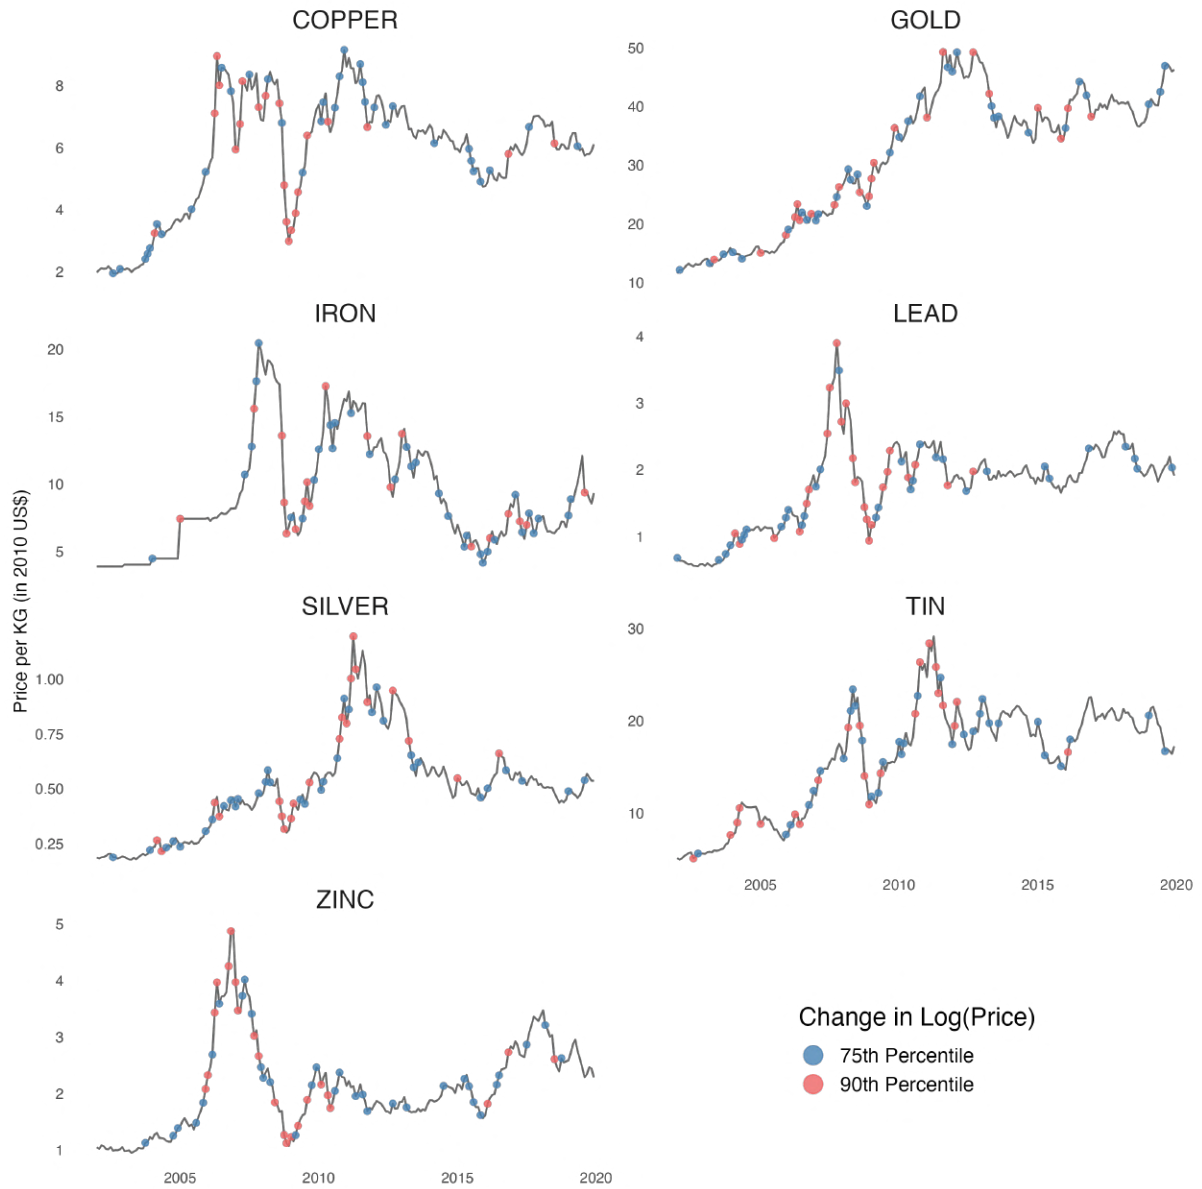 COPPER
GOLD
8
6
4
2
50
40
30
20
10
IRON
LEAD
20
15
10
5
4
3
2
1
Price per KG (in 2010 US$)
SILVER
TIN
1.00
0.75
0.50
0.25
30
20
10
2005 2010 2015 2020
ZINC
5
4
3
2
1
2005 2010 2015 2020
Change in Log(Price)
75th Percentile
90th Percentile